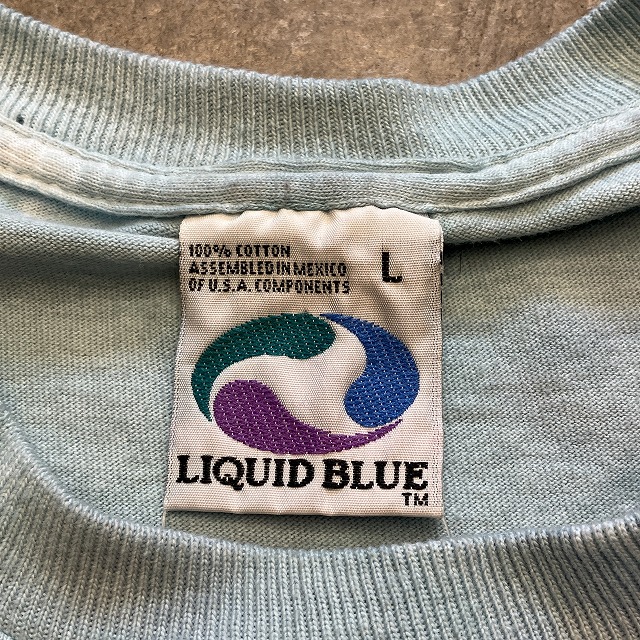 100% COTTON
ASSEMBLED IN MEXICO
OF U.S.A. COMPONENTS
L
LIQUID BLUE
TM